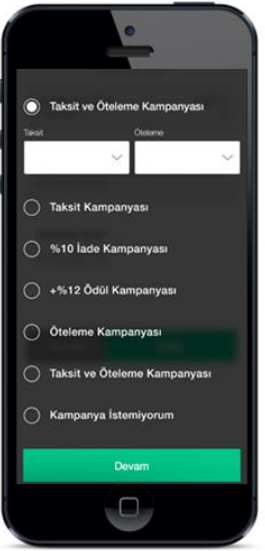 Taksit ve Öteleme Kampanyası
Taksit Öteleme
Taksit Kampanyası
%10 İade Kampanyası
+%12 Ödül Kampanyası
Öteleme Kampanyası
Taksit ve Öteleme Kampanyası
Kampanya İstemiyorum
Devam